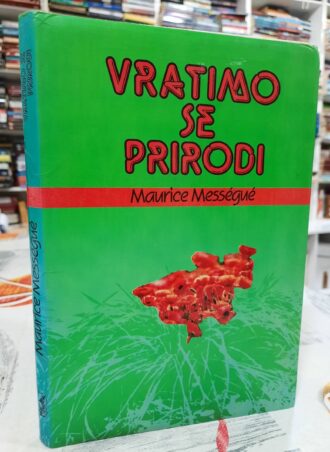 VRATIMO
SE
PRIRODI
Maurice Mességué
Maurice Mességué